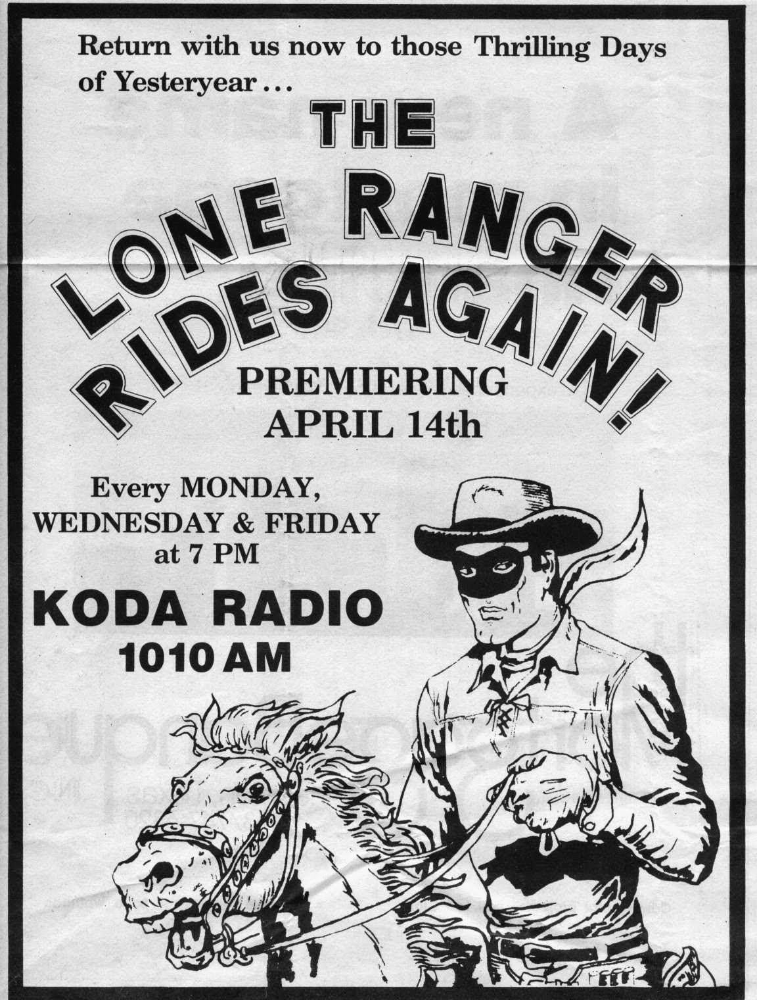 Return with us now to those Thrilling Days
of Yesteryear...
THE
LONE RANGER
RIDES AGAIN!
PREMIERING
APRIL 14th
Every MONDAY,
WEDNESDAY & FRIDAY
at 7 PM
KODA RADIO
1010 AM